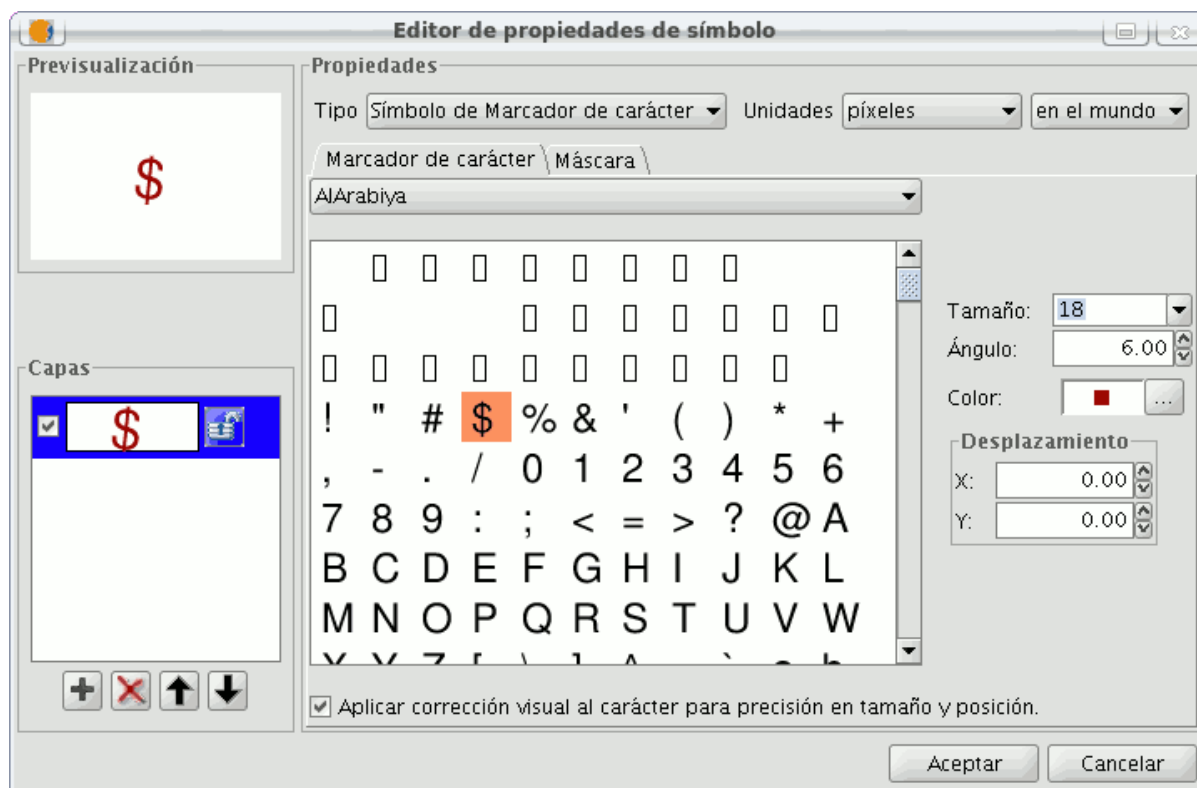 Editor de propiedades de símbolo
Previsualización
$
Capas
$
Propiedades
Tipo Símbolo de Marcador de carácter Unidades píxeles en el mundo
Marcador de carácter Máscara
AlArabiya
! " # $ % & ' ( ) * +
, - . / 0 1 2 3 4 5 6
7 8 9 : ; < = > ? @ A
B C D E F G H I J K L
M N O P Q R S T U V W
Tamaño: 18
Ángulo: 6.00
Color: ...
Desplazamiento
X: 0.00
Y: 0.00
Aplicar corrección visual al carácter para precisión en tamaño y posición.
Aceptar Cancelar